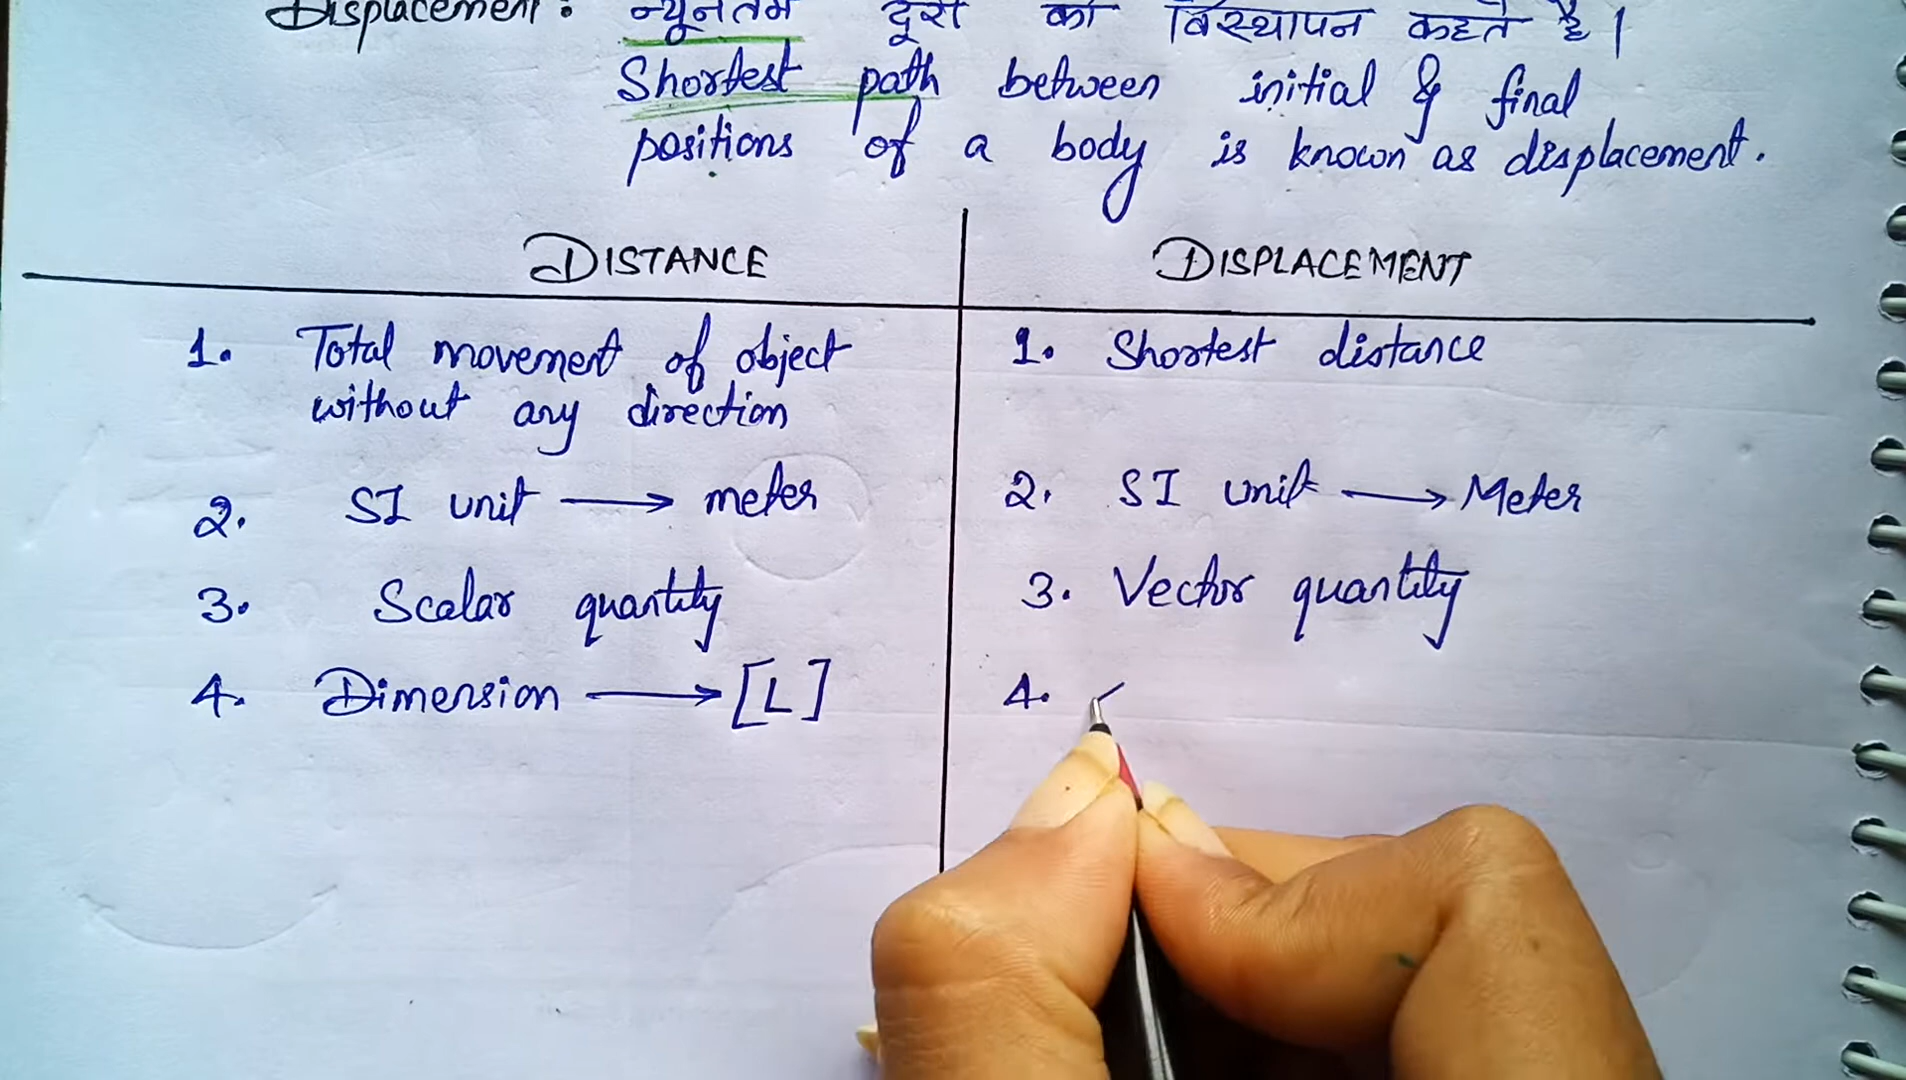 Displacement : न्यूनतम दूरी को विस्थापन कहते है |
Shortest path between initial & final
positions of a body is known as displacement.
DISTANCE
DISPLACEMENT
1. Total movement of object
without any direction
2. SI unit → meter
3. Scalar quantity
4. Dimension → [L]
1. Shortest distance
2. SI unit → Meter
3. Vector quantity
4.